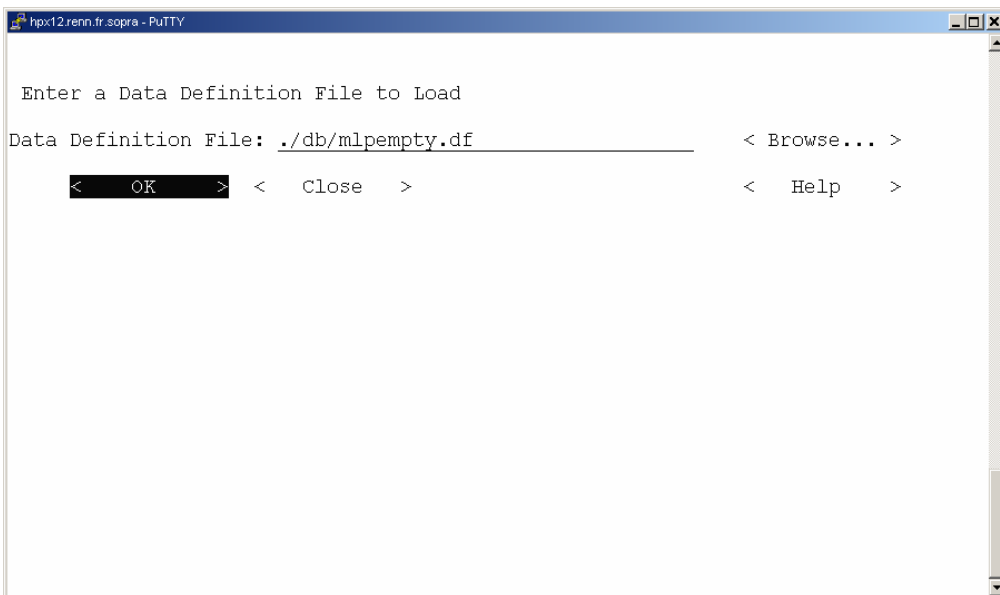 hpx12.renn.fr.sopra - PuTTY
Enter a Data Definition File to Load
Data Definition File: ./db/mlpempty.df < Browse... >
< OK > < Close > < Help >